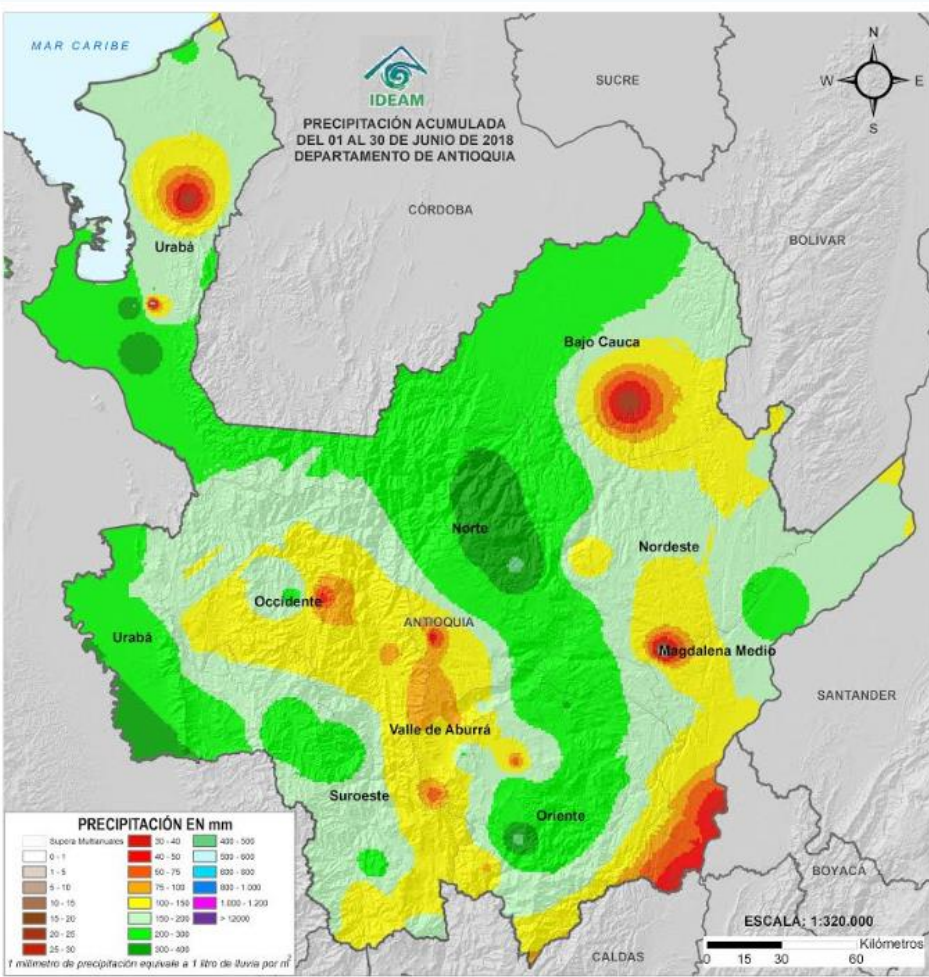 MAR CARIBE
N
W
E
S
SUCRE
IDEAM
PRECIPITACIÓN ACUMULADA
DEL 01 AL 30 DE JUNIO DE 2018
DEPARTAMENTO DE ANTIOQUIA
CÓRDOBA
BOLIVAR
Urabá
Bajo Cauca
Norte
Nordeste
Occidente
ANTIOQUIA
Urabá
Magdalena Medio
SANTANDER
Valle de Aburrá
Suroeste
Oriente
BOYACÁ
CALDAS
PRECIPITACIÓN EN mm
Supera Multianuales
0 - 1
1 - 5
5 - 10
10 - 15
15 - 20
20 - 25
25 - 30
30 - 40
40 - 50
50 - 75
75 - 100
100 - 150
150 - 200
200 - 300
300 - 400
400 - 500
500 - 600
600 - 800
800 - 1.000
1.000 - 1.200
> 12000
1 milimetro de precipitación equivale a 1 litro de lluvia por m²
ESCALA: 1:320.000
Kilómetros
0 15 30 60